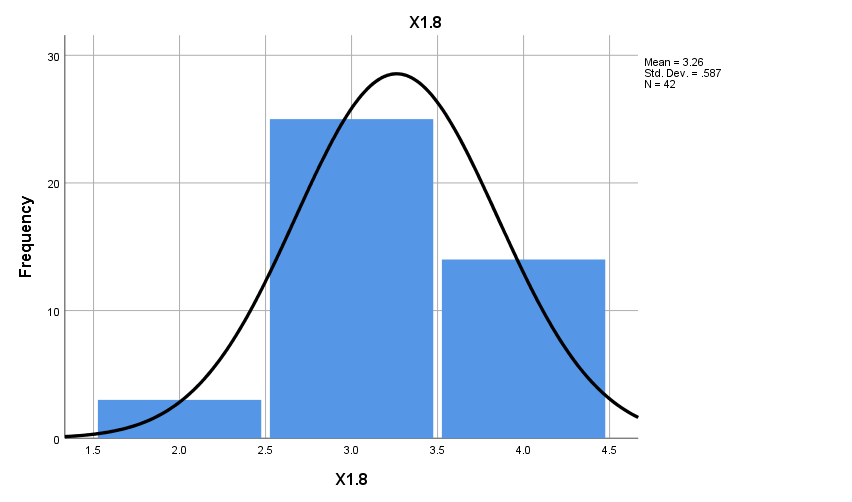 X1.8
Mean = 3.26
Std. Dev. = .587
N = 42
Frequency
30
20
10
0
1.5 2.0 2.5 3.0 3.5 4.0 4.5
X1.8